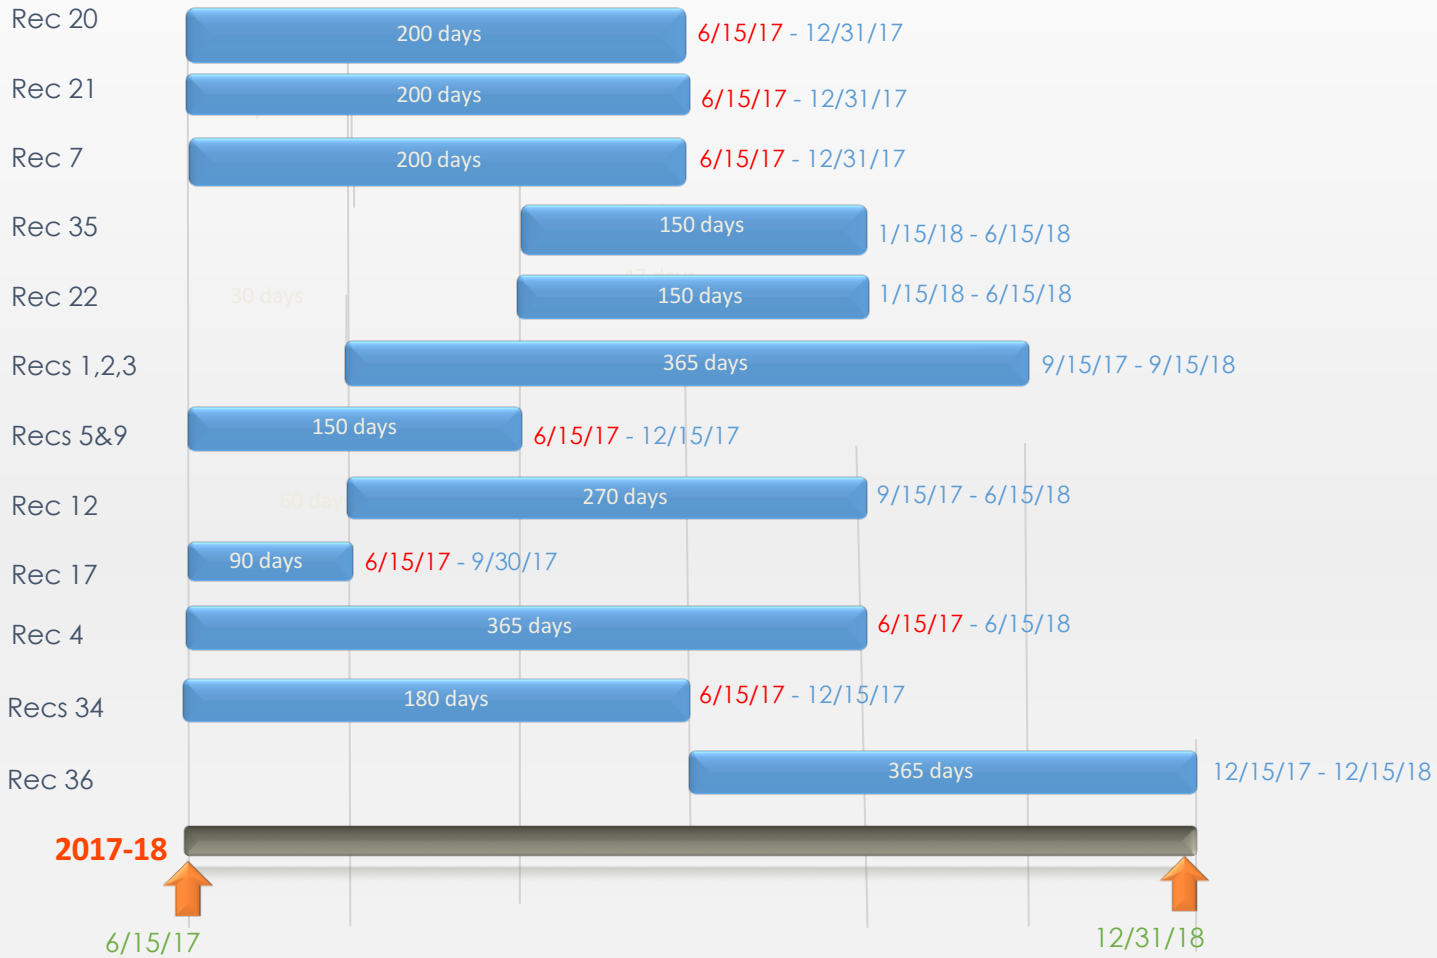 Rec 20 200 days 6/15/17 - 12/31/17
Rec 21 200 days 6/15/17 - 12/31/17
Rec 7 200 days 6/15/17 - 12/31/17
Rec 35 150 days 1/15/18 - 6/15/18
Rec 22 30 days 150 days 1/15/18 - 6/15/18
Recs 1,2,3 365 days 9/15/17 - 9/15/18
Recs 5&9 150 days 6/15/17 - 12/15/17
Rec 12 60 day 270 days 9/15/17 - 6/15/18
Rec 17 90 days 6/15/17 - 9/30/17
Rec 4 365 days 6/15/17 - 6/15/18
Recs 34 180 days 6/15/17 - 12/15/17
Rec 36 365 days 12/15/17 - 12/15/18
2017-18
6/15/17 12/31/18